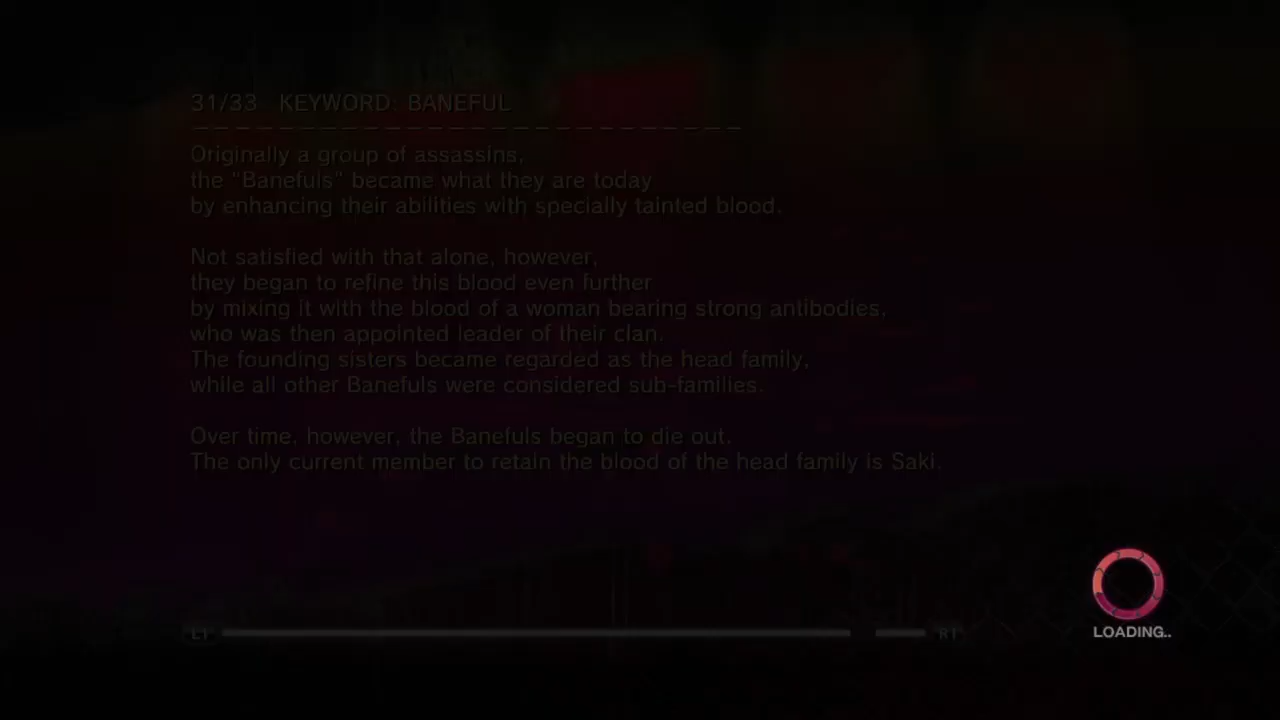 31/33 KEYWORD: BANEFUL
Originally a group of assassins,
the "Banefuls" became what they are today
by enhancing their abilities with specially tainted blood.
Not satisfied with that alone, however,
they began to refine this blood even further
by mixing it with the blood of a woman bearing strong antibodies,
who was then appointed leader of their clan.
The founding sisters became regarded as the head family,
while all other Banefuls were considered sub-families.
Over time, however, the Banefuls began to die out.
The only current member to retain the blood of the head family is Saki.
L1 R1
LOADING..